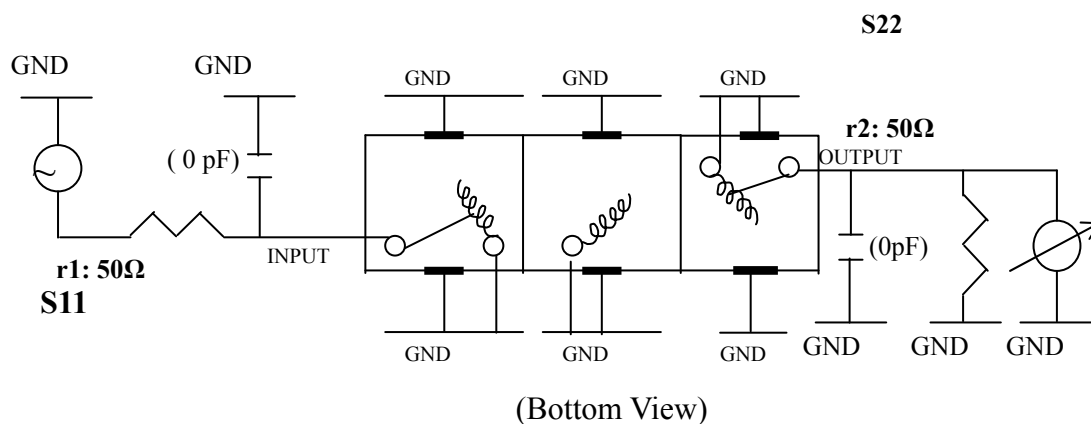 S22
GND
GND
GND
GND
GND
r2: 50Ω
( 0 pF)
OUTPUT
INPUT
(0pF)
r1: 50Ω
S11
GND
GND
GND
GND
GND
GND
(Bottom View)